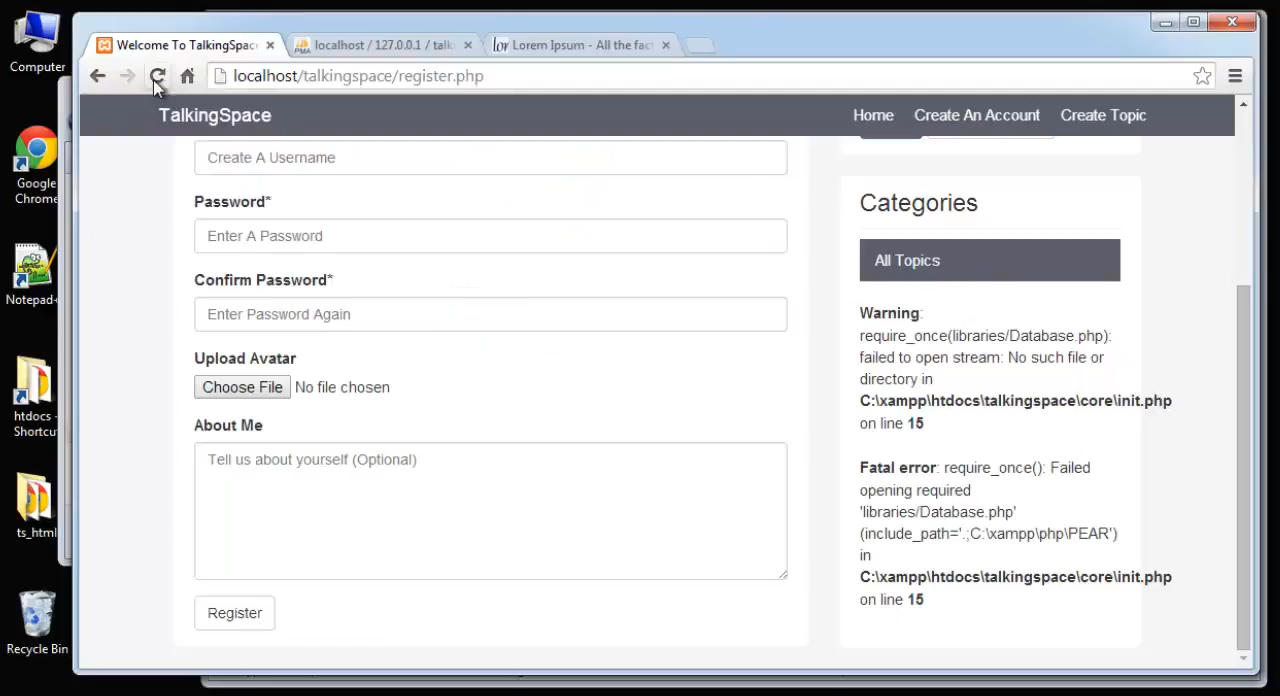 Computer
Google
Chrome
Notepad+
htdocs -
Shortcu
ts_html
Recycle Bin
Welcome To TalkingSpac
localhost / 127.0.0.1 / talk
lor
Lorem Ipsum - All the fact
localhost/talkingspace/register.php
TalkingSpace
Home
Create An Account
Create Topic
Create A Username
Password*
Enter A Password
Confirm Password*
Enter Password Again
Upload Avatar
Choose File No file chosen
About Me
Tell us about yourself (Optional)
Register
Categories
All Topics
Warning:
require_once(libraries/Database.php):
failed to open stream: No such file or
directory in
C:\xampp\htdocs\talkingspace\core\init.php
on line 15
Fatal error: require_once(): Failed
opening required
'libraries/Database.php'
(include_path='.;C:\xampp\php\PEAR')
in
C:\xampp\htdocs\talkingspace\core\init.php
on line 15